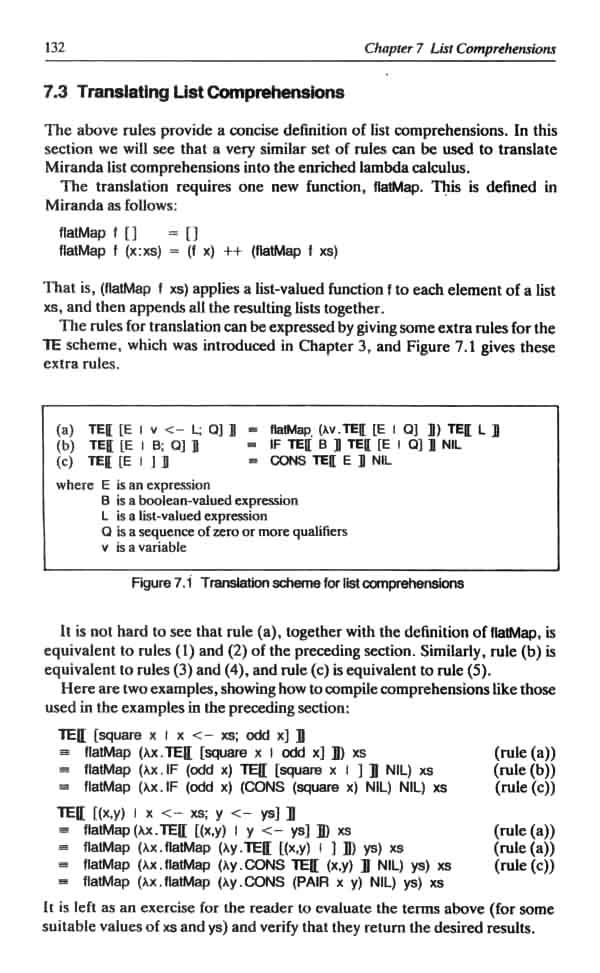 132 Chapter 7 List Comprehensions
7.3 Translating List Comprehensions
The above rules provide a concise definition of list comprehensions. In this
section we will see that a very similar set of rules can be used to translate
Miranda list comprehensions into the enriched lambda calculus.
The translation requires one new function, flatMap. This is defined in
Miranda as follows:
flatMap f [] = []
flatMap f (x:xs) = (f x) ++ (flatMap f xs)
That is, (flatMap f xs) applies a list-valued function f to each element of a list
xs, and then appends all the resulting lists together.
The rules for translation can be expressed by giving some extra rules for the
TE scheme, which was introduced in Chapter 3, and Figure 7.1 gives these
extra rules.
(a) TE⟦ [E | v <- L; Q] ⟧ ≡ flatMap (λv.TE⟦ [E | Q] ⟧) TE⟦ L ⟧
(b) TE⟦ [E | B; Q] ⟧ ≡ IF TE⟦ B ⟧ TE⟦ [E | Q] ⟧ NIL
(c) TE⟦ [E | ] ⟧ ≡ CONS TE⟦ E ⟧ NIL
where E is an expression
B is a boolean-valued expression
L is a list-valued expression
Q is a sequence of zero or more qualifiers
v is a variable
Figure 7.1 Translation scheme for list comprehensions
It is not hard to see that rule (a), together with the definition of flatMap, is
equivalent to rules (1) and (2) of the preceding section. Similarly, rule (b) is
equivalent to rules (3) and (4), and rule (c) is equivalent to rule (5).
Here are two examples, showing how to compile comprehensions like those
used in the examples in the preceding section:
TE⟦ [square x | x <- xs; odd x] ⟧
≡ flatMap (λx.TE⟦ [square x | odd x] ⟧) xs (rule (a))
≡ flatMap (λx.IF (odd x) TE⟦ [square x | ] ⟧ NIL) xs (rule (b))
≡ flatMap (λx.IF (odd x) (CONS (square x) NIL) NIL) xs (rule (c))
TE⟦ [(x,y) | x <- xs; y <- ys] ⟧
≡ flatMap (λx.TE⟦ [(x,y) | y <- ys] ⟧) xs (rule (a))
≡ flatMap (λx.flatMap (λy.TE⟦ [(x,y) | ] ⟧) ys) xs (rule (a))
≡ flatMap (λx.flatMap (λy.CONS TE⟦ (x,y) ⟧ NIL) ys) xs (rule (c))
≡ flatMap (λx.flatMap (λy.CONS (PAIR x y) NIL) ys) xs
It is left as an exercise for the reader to evaluate the terms above (for some
suitable values of xs and ys) and verify that they return the desired results.